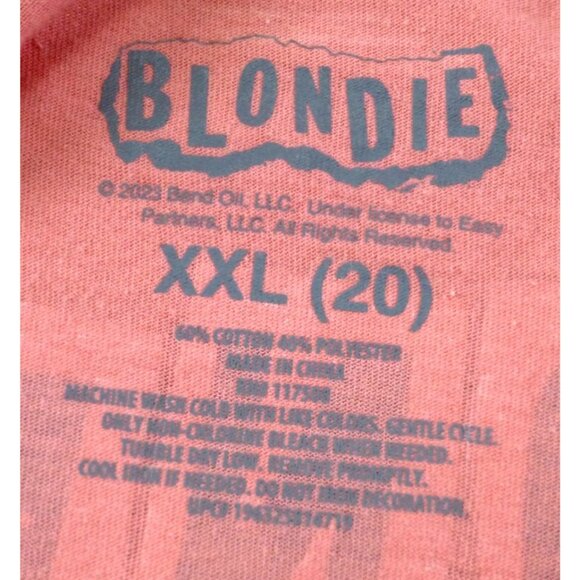 BLONDIE
© 2023 Bend Oil, LLC. Under license to Easy
Partners, LLC. All Rights Reserved.
XXL (20)
60% COTTON 40% POLYESTER
MADE IN CHINA
MACHINE WASH COLD WITH LIKE COLORS. GENTLE CYCLE.
ONLY NON-CHLORINE BLEACH WHEN NEEDED.
TUMBLE DRY LOW. REMOVE PROMPTLY.
COOL IRON IF NEEDED. DO NOT IRON DECORATION.